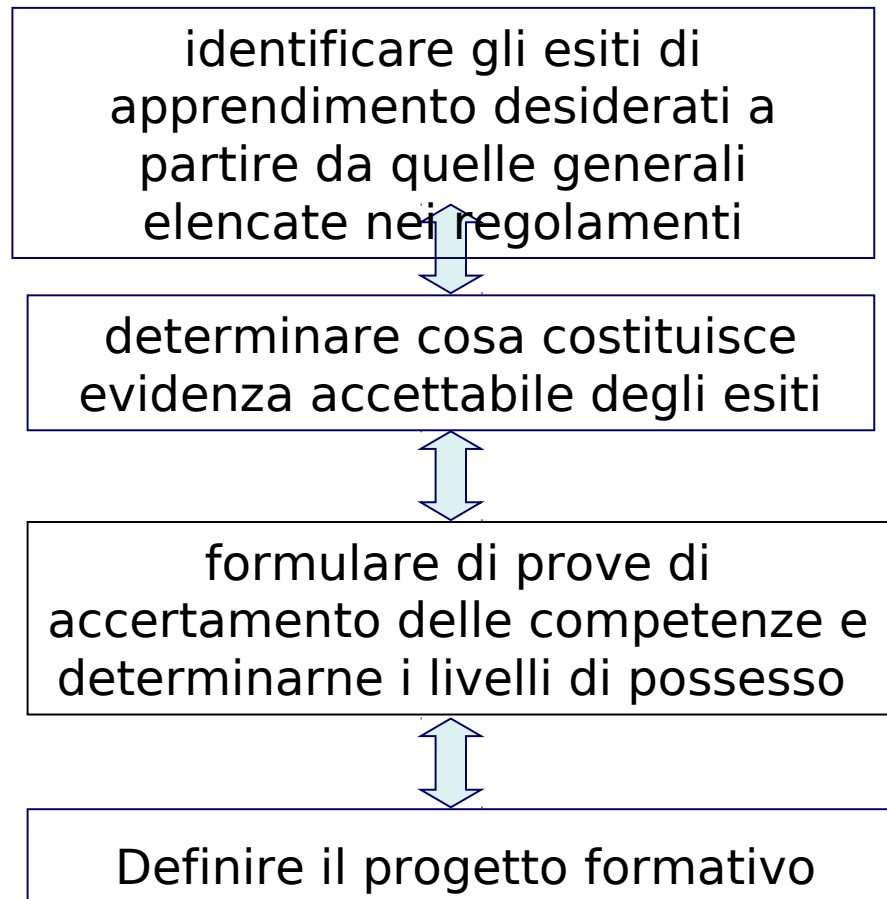 identificare gli esiti di
apprendimento desiderati a
partire da quelle generali
elencate nei regolamenti
determinare cosa costituisce
evidenza accettabile degli esiti
formulare di prove di
accertamento delle competenze e
determinarne i livelli di possesso
Definire il progetto formativo